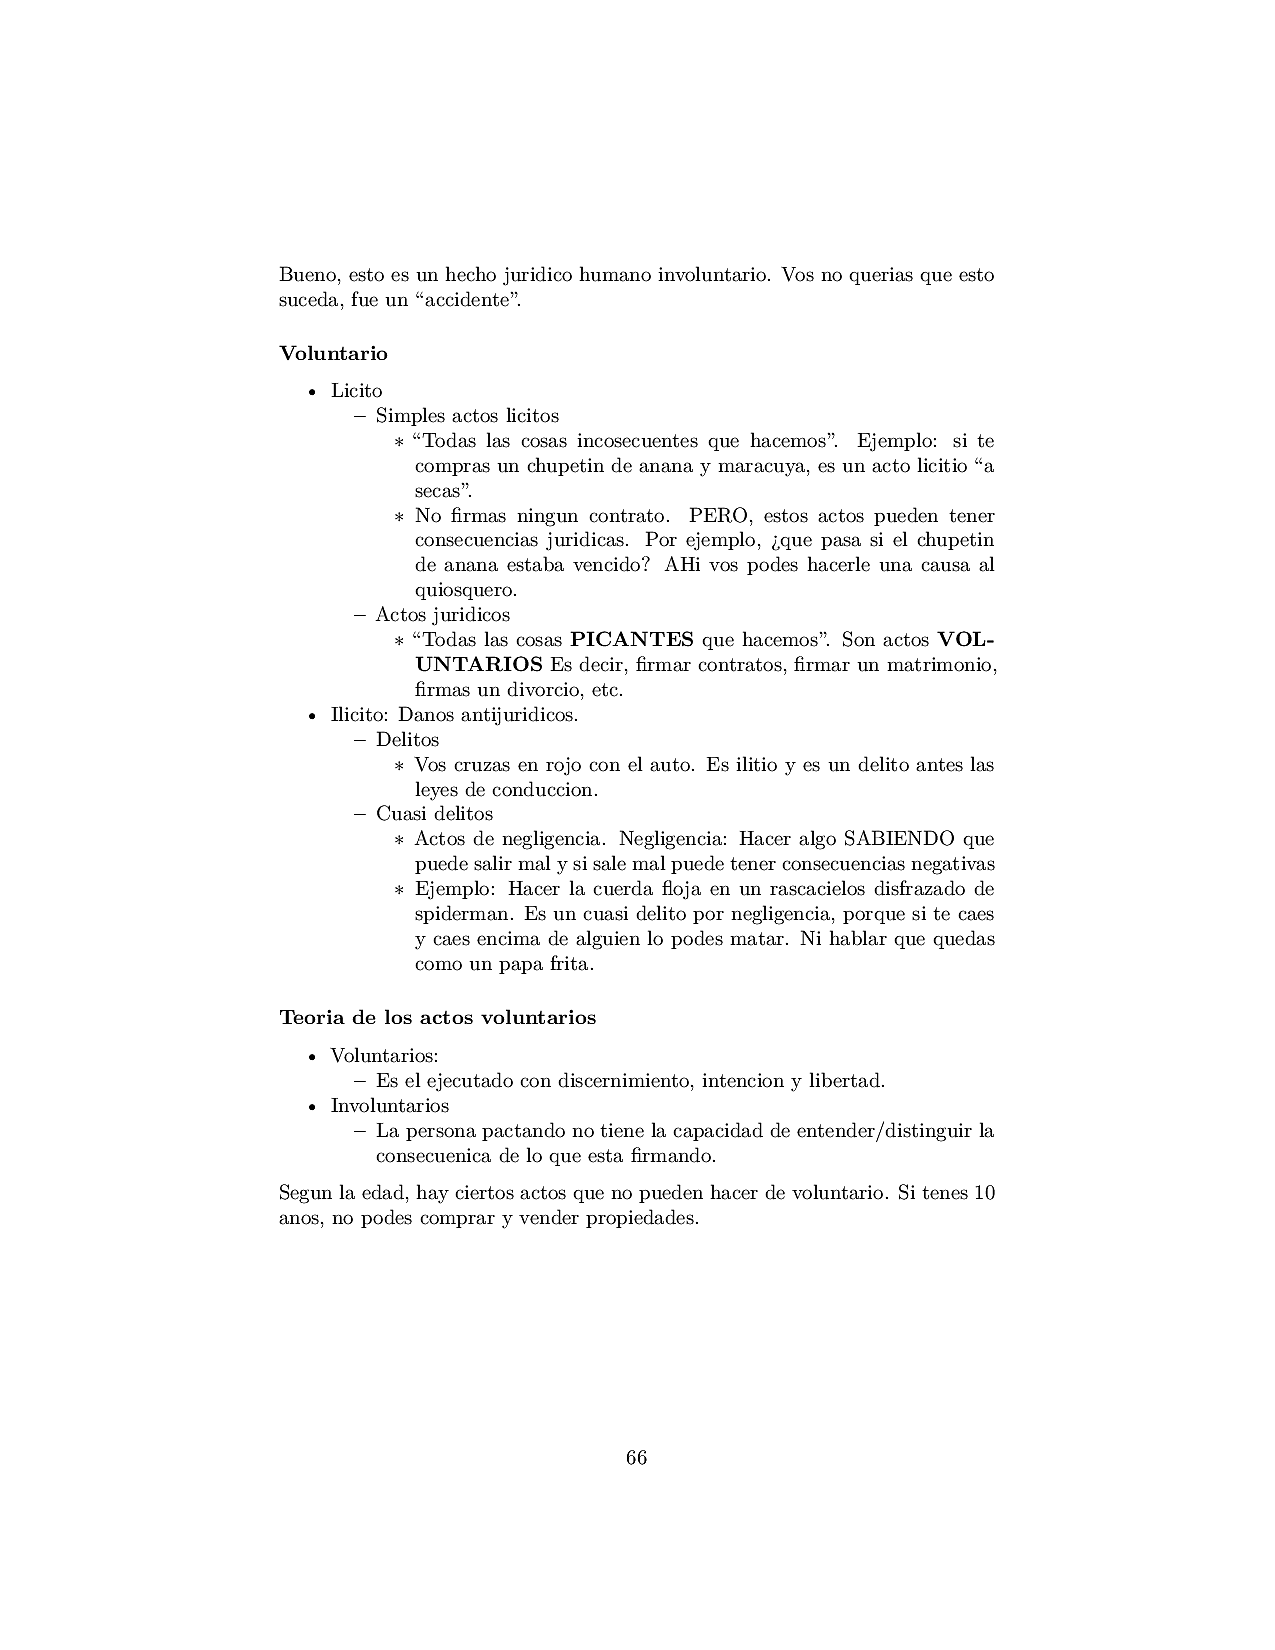 Bueno, esto es un hecho juridico humano involuntario. Vos no querias que esto
suceda, fue un “accidente”.
Voluntario
• Licito
– Simples actos licitos
∗ “Todas las cosas incosecuentes que hacemos”. Ejemplo: si te
compras un chupetin de anana y maracuya, es un acto licitio “a
secas”.
∗ No firmas ningun contrato. PERO, estos actos pueden tener
consecuencias juridicas. Por ejemplo, ¿que pasa si el chupetin
de anana estaba vencido? AHi vos podes hacerle una causa al
quiosquero.
– Actos juridicos
∗ “Todas las cosas PICANTES que hacemos”. Son actos VOL-
UNTARIOS Es decir, firmar contratos, firmar un matrimonio,
firmas un divorcio, etc.
• Ilicito: Danos antijuridicos.
– Delitos
∗ Vos cruzas en rojo con el auto. Es ilitio y es un delito antes las
leyes de conduccion.
– Cuasi delitos
∗ Actos de negligencia. Negligencia: Hacer algo SABIENDO que
puede salir mal y si sale mal puede tener consecuencias negativas
∗ Ejemplo: Hacer la cuerda floja en un rascacielos disfrazado de
spiderman. Es un cuasi delito por negligencia, porque si te caes
y caes encima de alguien lo podes matar. Ni hablar que quedas
como un papa frita.
Teoria de los actos voluntarios
• Voluntarios:
– Es el ejecutado con discernimiento, intencion y libertad.
• Involuntarios
– La persona pactando no tiene la capacidad de entender/distinguir la
consecuenica de lo que esta firmando.
Segun la edad, hay ciertos actos que no pueden hacer de voluntario. Si tenes 10
anos, no podes comprar y vender propiedades.
66